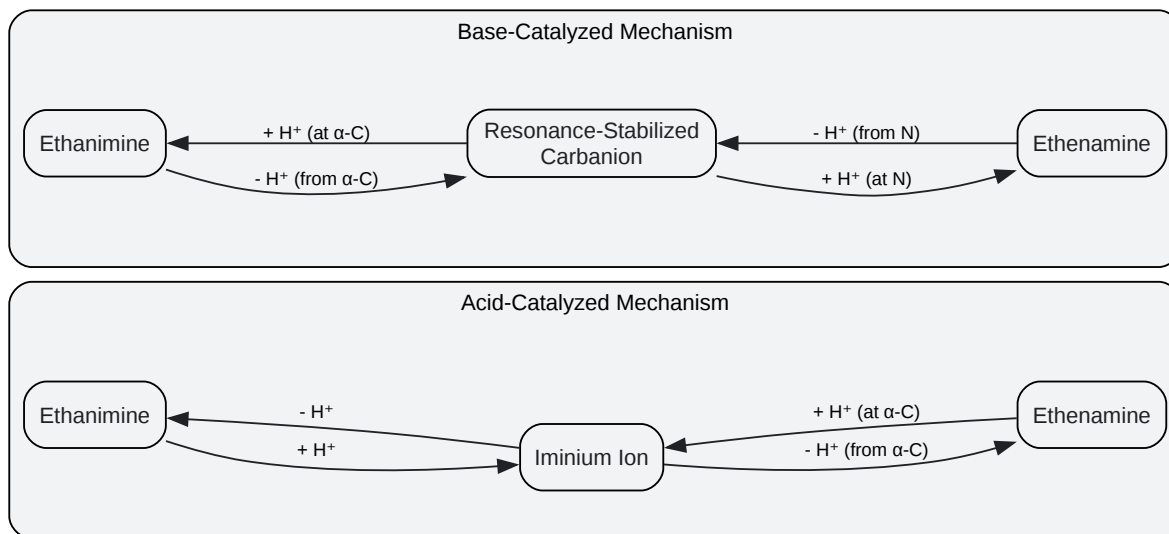 Base-Catalyzed Mechanism
Ethanimine
+ H⁺ (at α-C)
- H⁺ (from α-C)
Resonance-Stabilized
Carbanion
- H⁺ (from N)
+ H⁺ (at N)
Ethenamine
Acid-Catalyzed Mechanism
Ethanimine
- H⁺
+ H⁺
Iminium Ion
+ H⁺ (at α-C)
- H⁺ (from α-C)
Ethenamine